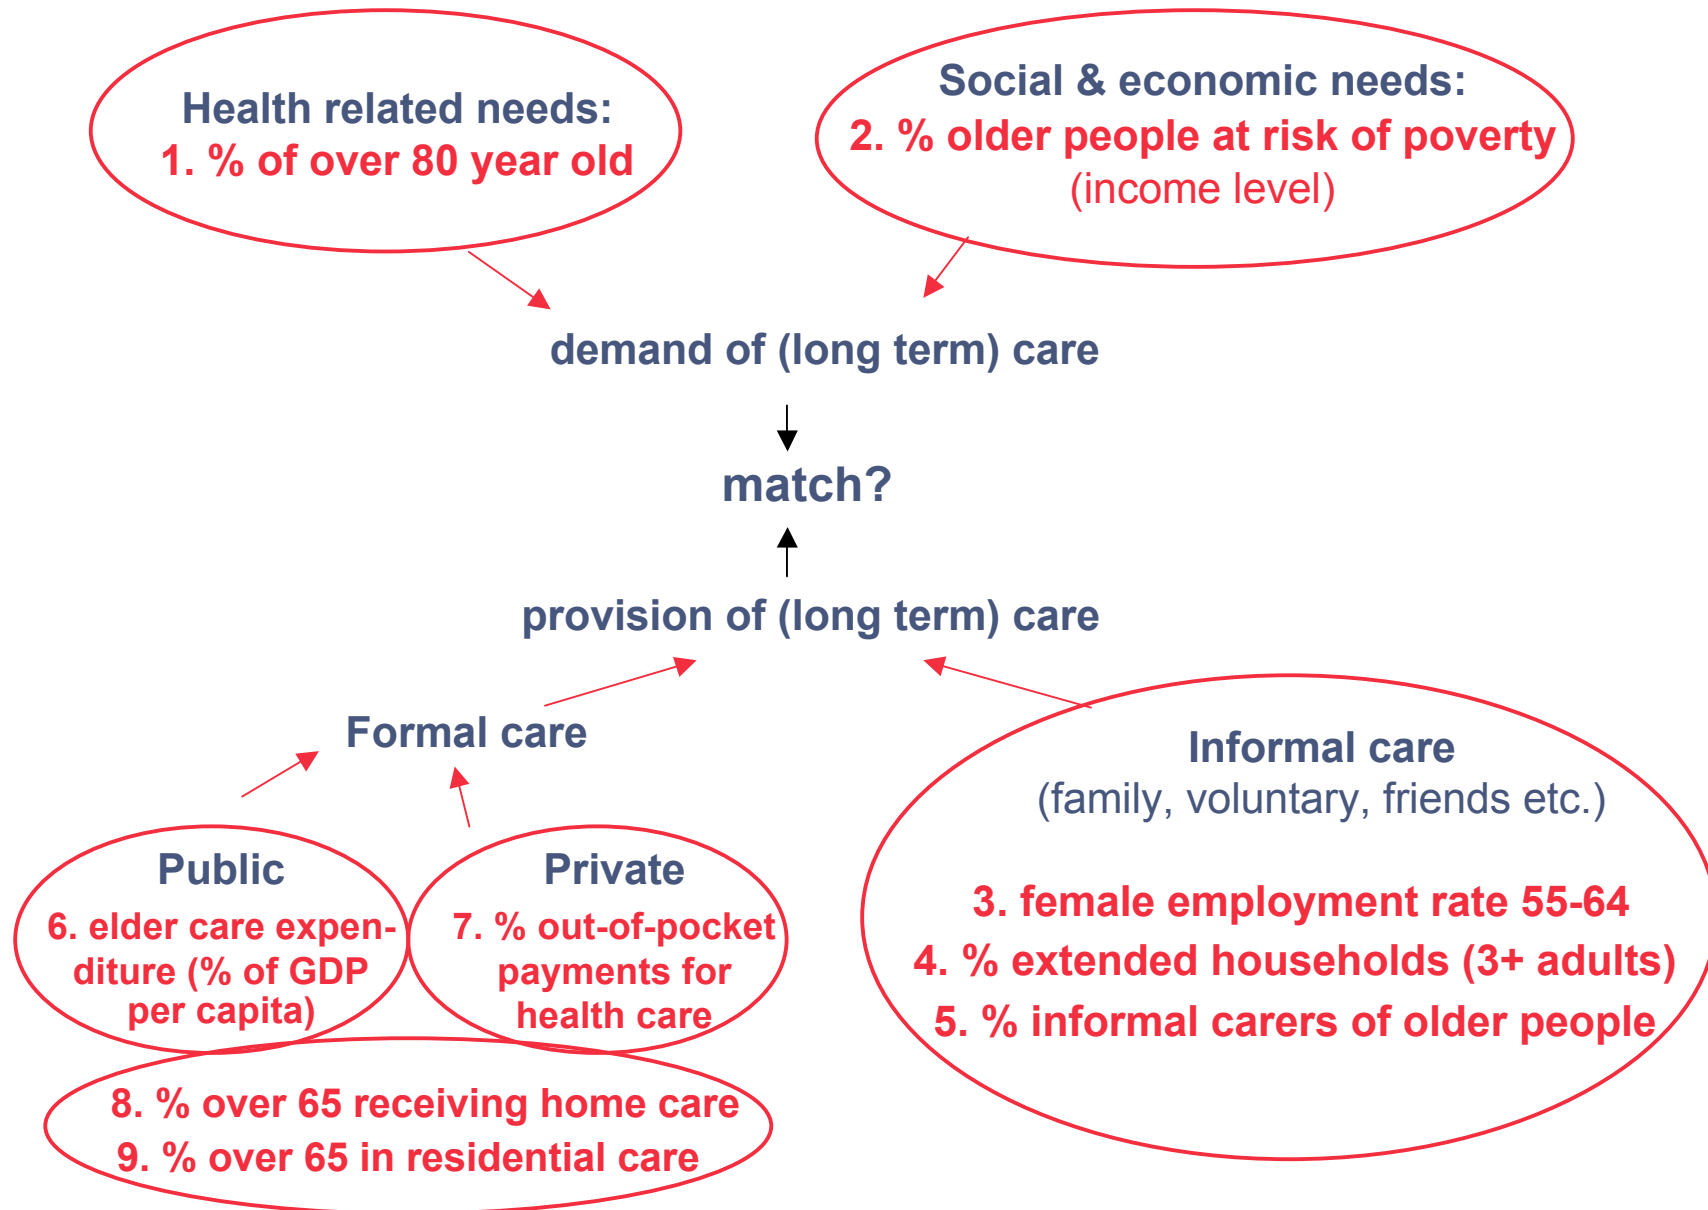 Health related needs:
1. % of over 80 year old
Social & economic needs:
2. % older people at risk of poverty
(income level)
demand of (long term) care
match?
provision of (long term) care
Formal care
Public
6. elder care expen-
diture (% of GDP
per capita)
Private
7. % out-of-pocket
payments for
health care
8. % over 65 receiving home care
9. % over 65 in residential care
Informal care
(family, voluntary, friends etc.)
3. female employment rate 55-64
4. % extended households (3+ adults)
5. % informal carers of older people